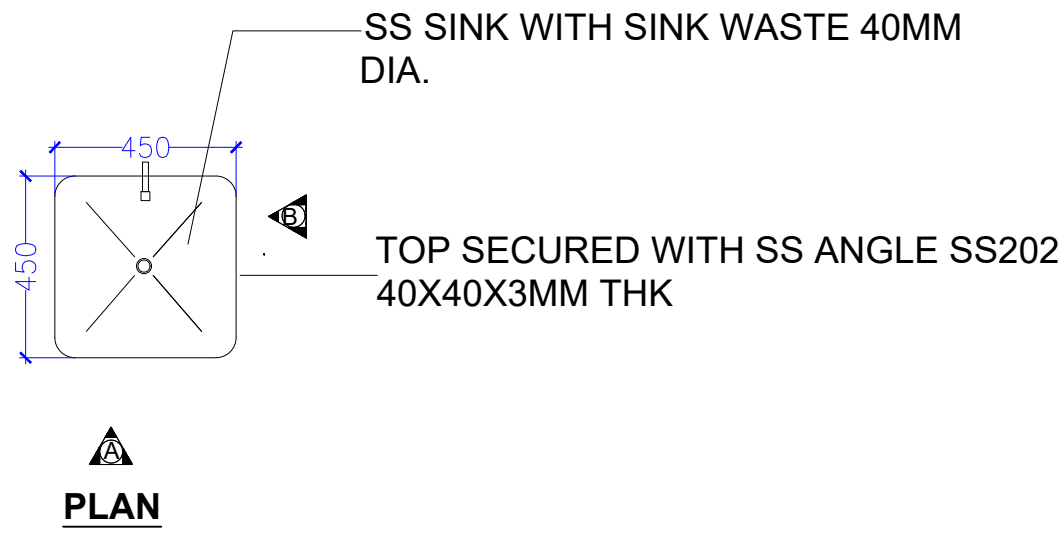 SS SINK WITH SINK WASTE 40MM
DIA.
450
B
450
TOP SECURED WITH SS ANGLE SS202
40X40X3MM THK
A
PLAN